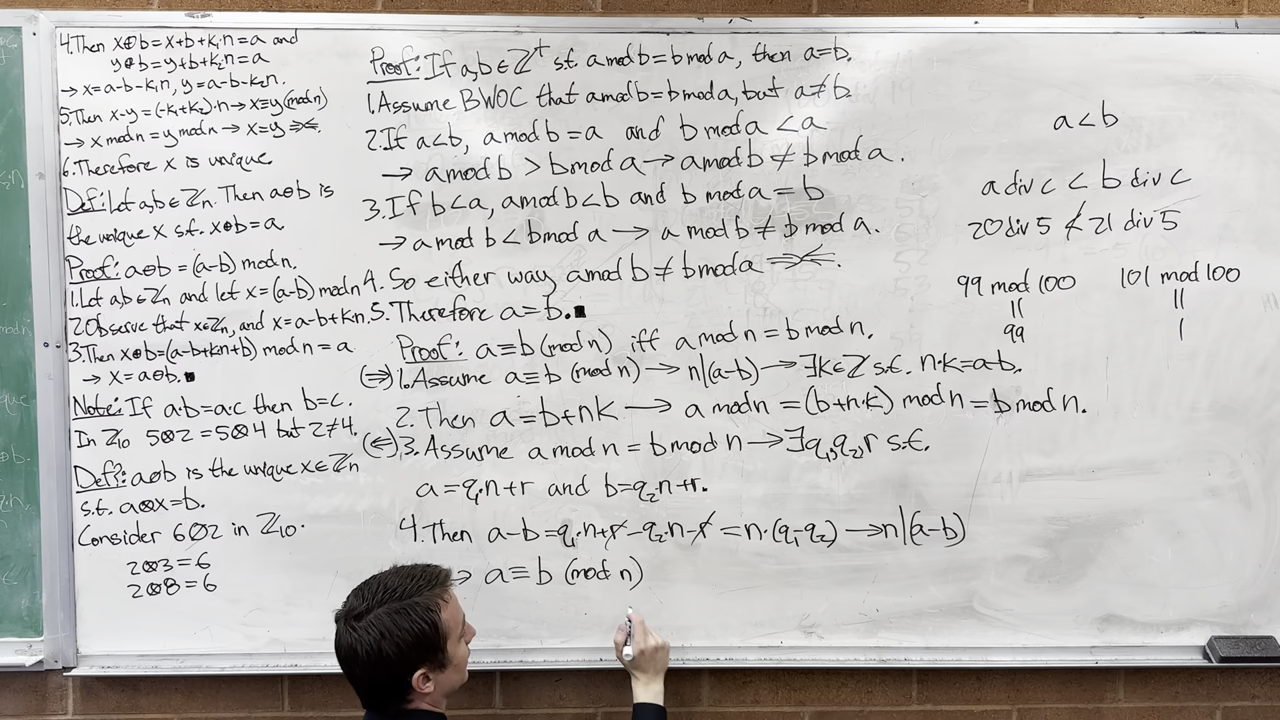 4.Then x⊕b=x+b+k₁n=a and
y⊕b=y+b+k₂n=a
→ x=a-b-k₁n, y=a-b-k₂n.
5.Then x-y=(-k₁+k₂)·n→x≡y(mod n)
→ x mod n = y mod n → x=y ⇒⇐.
6.Therefore x is unique
Def:Let a,b∈ℤn. Then a⊖b is
the unique x s.t. x⊕b=a
Proof: a⊖b = (a-b) mod n.
1.Let a,b∈ℤn and let x=(a-b) mod n
2.Observe that x∈ℤn, and x=a-b+kn.
3.Then x⊕b=(a-b+kn+b) mod n = a
→ x=a⊖b.■
Note: If a·b=a·c then b=c.
In ℤ10 5⊗2=5⊗4 but 2≠4.
Def?: a⊘b is the unique x∈ℤn
s.t. a⊗x=b.
Consider 6⊘2 in ℤ10.
2⊗3=6
2⊗8=6
Proof: If a,b∈ℤ⁺ s.t. a mod b = b mod a, then a=b.
1.Assume BWOC that a mod b = b mod a, but a≠b.
2.If a<b, a mod b = a and b mod a < a
→ a mod b > b mod a → a mod b ≠ b mod a.
3.If b<a, a mod b < b and b mod a = b
→ a mod b < b mod a → a mod b ≠ b mod a.
4. So either way a mod b ≠ b mod a ⇒⇐.
5. Therefore a=b.■
Proof: a≡b (mod n) iff a mod n = b mod n.
(⇒) 1.Assume a≡b (mod n) → n|(a-b) → ∃k∈ℤ s.t. n·k=a-b.
2. Then a=b+nk → a mod n = (b+n·k) mod n = b mod n.
(⇐) 3. Assume a mod n = b mod n → ∃q₁,q₂,r s.t.
a=q₁·n+r and b=q₂·n+r.
4.Then a-b=q₁·n+r-q₂·n-r=n·(q₁-q₂) → n|(a-b)
→ a≡b (mod n)
a<b
a div c < b div c
20 div 5 ≮ 21 div 5
99 mod 100 101 mod 100
|| ||
99 1